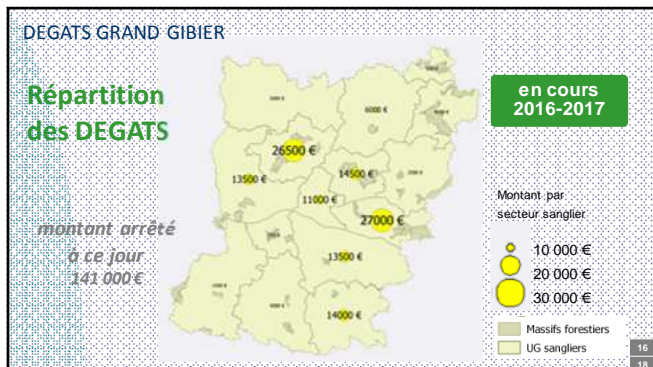 DEGATS GRAND GIBIER
Répartition
des DEGATS
en cours
2016-2017
6000 €
26500 €
13500 €
14500 €
11000 €
27000 €
13500 €
14000 €
montant arrêté
à ce jour
141 000 €
Montant par
secteur sanglier
10 000 €
20 000 €
30 000 €
Massifs forestiers
UG sangliers
16
18